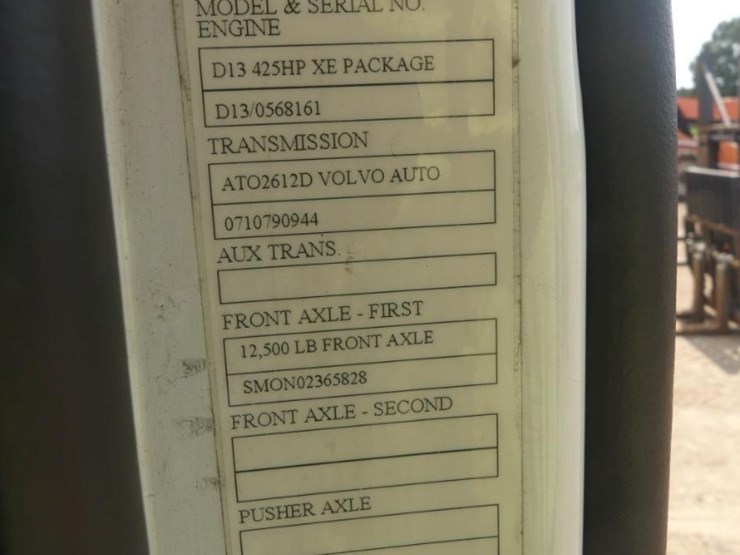 MODEL & SERIAL NO.
ENGINE
D13 425HP XE PACKAGE
D13/0568161
TRANSMISSION
ATO2612D VOLVO AUTO
0710790944
AUX TRANS.
FRONT AXLE - FIRST
12,500 LB FRONT AXLE
SMON02365828
FRONT AXLE - SECOND
PUSHER AXLE